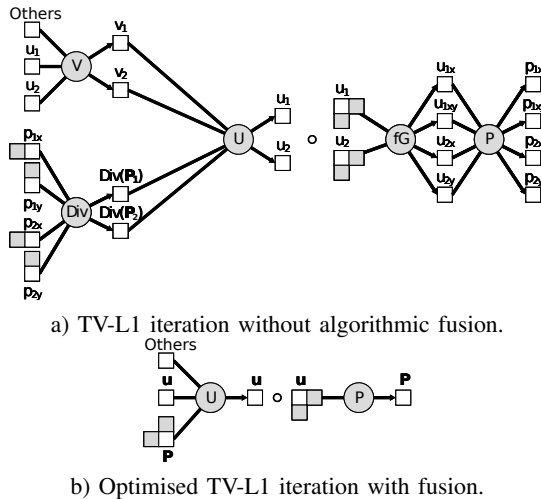 Others
u1
u2
V
v1
v2
p1x
p1y
p2x
p2y
Div
Div(P1)
Div(P2)
U
u1
u2
u1
u2
fG
u1x
u1xy
u2x
u2y
P
p1x
p1x
p2x
p2y
a) TV-L1 iteration without algorithmic fusion.
Others
u
P
U
u
u
P
P
b) Optimised TV-L1 iteration with fusion.